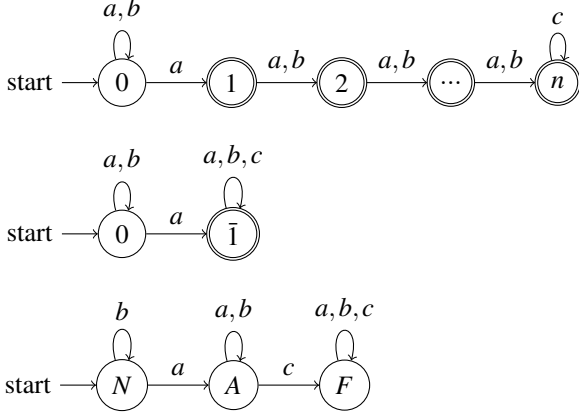 a, b a, b a, b a, b c
start 0 a 1 2 ... n
a, b a, b, c
start 0 a 1̄
b a, b a, b, c
start N a A c F